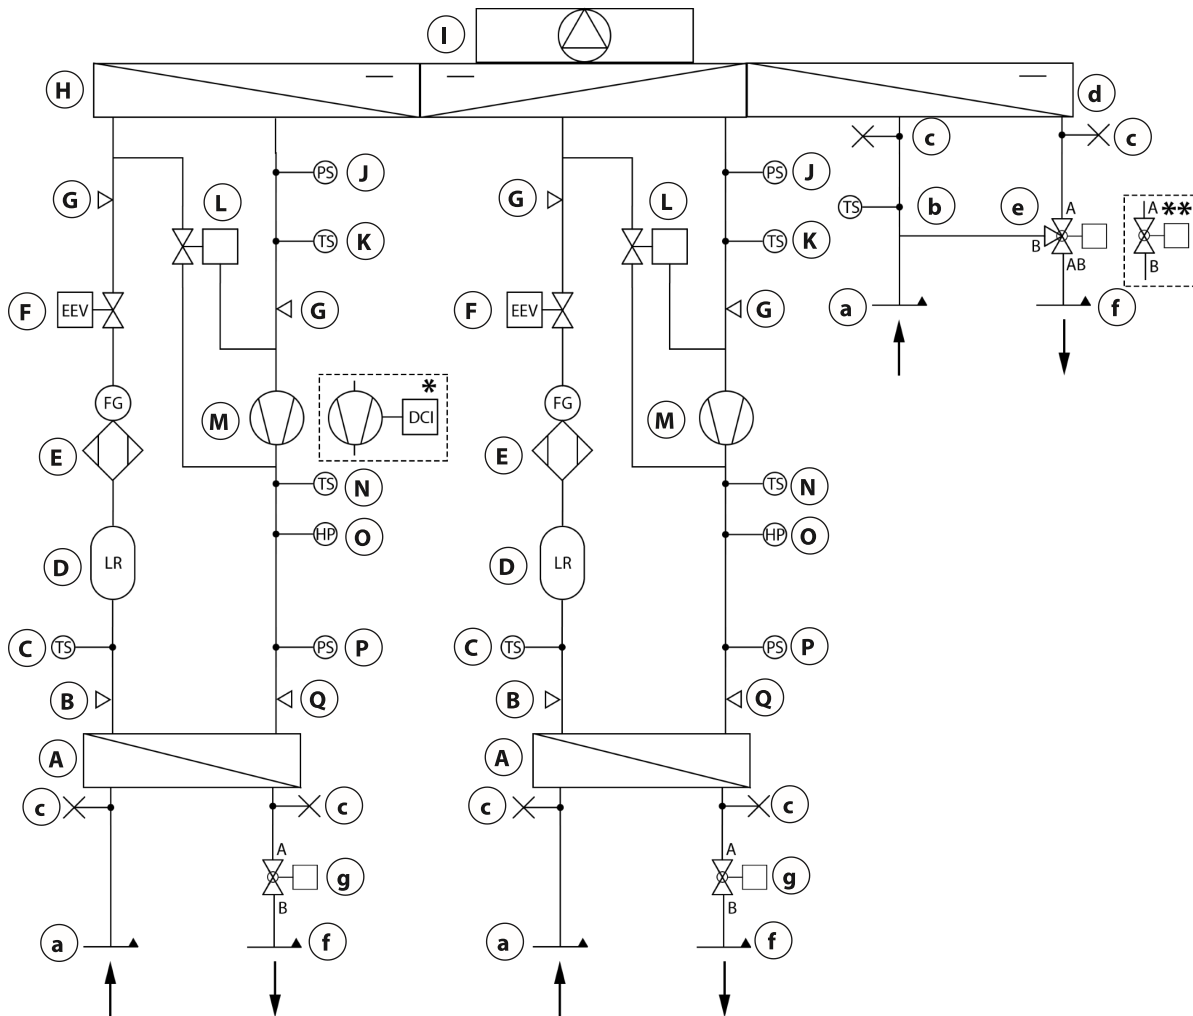 I
H
d
c
c
G
L
PS
J
G
L
PS
J
TS
b
e
A
A
**
K
TS
TS
K
B
AB
B
F
EEV
G
F
EEV
G
a
f
FG
M
*
DCI
FG
M
E
TS
N
E
TS
N
HP
O
HP
O
D
LR
D
LR
C
TS
PS
P
C
TS
PS
P
B
Q
B
Q
A
A
c
c
c
c
A
g
A
g
B
B
a
f
a
f